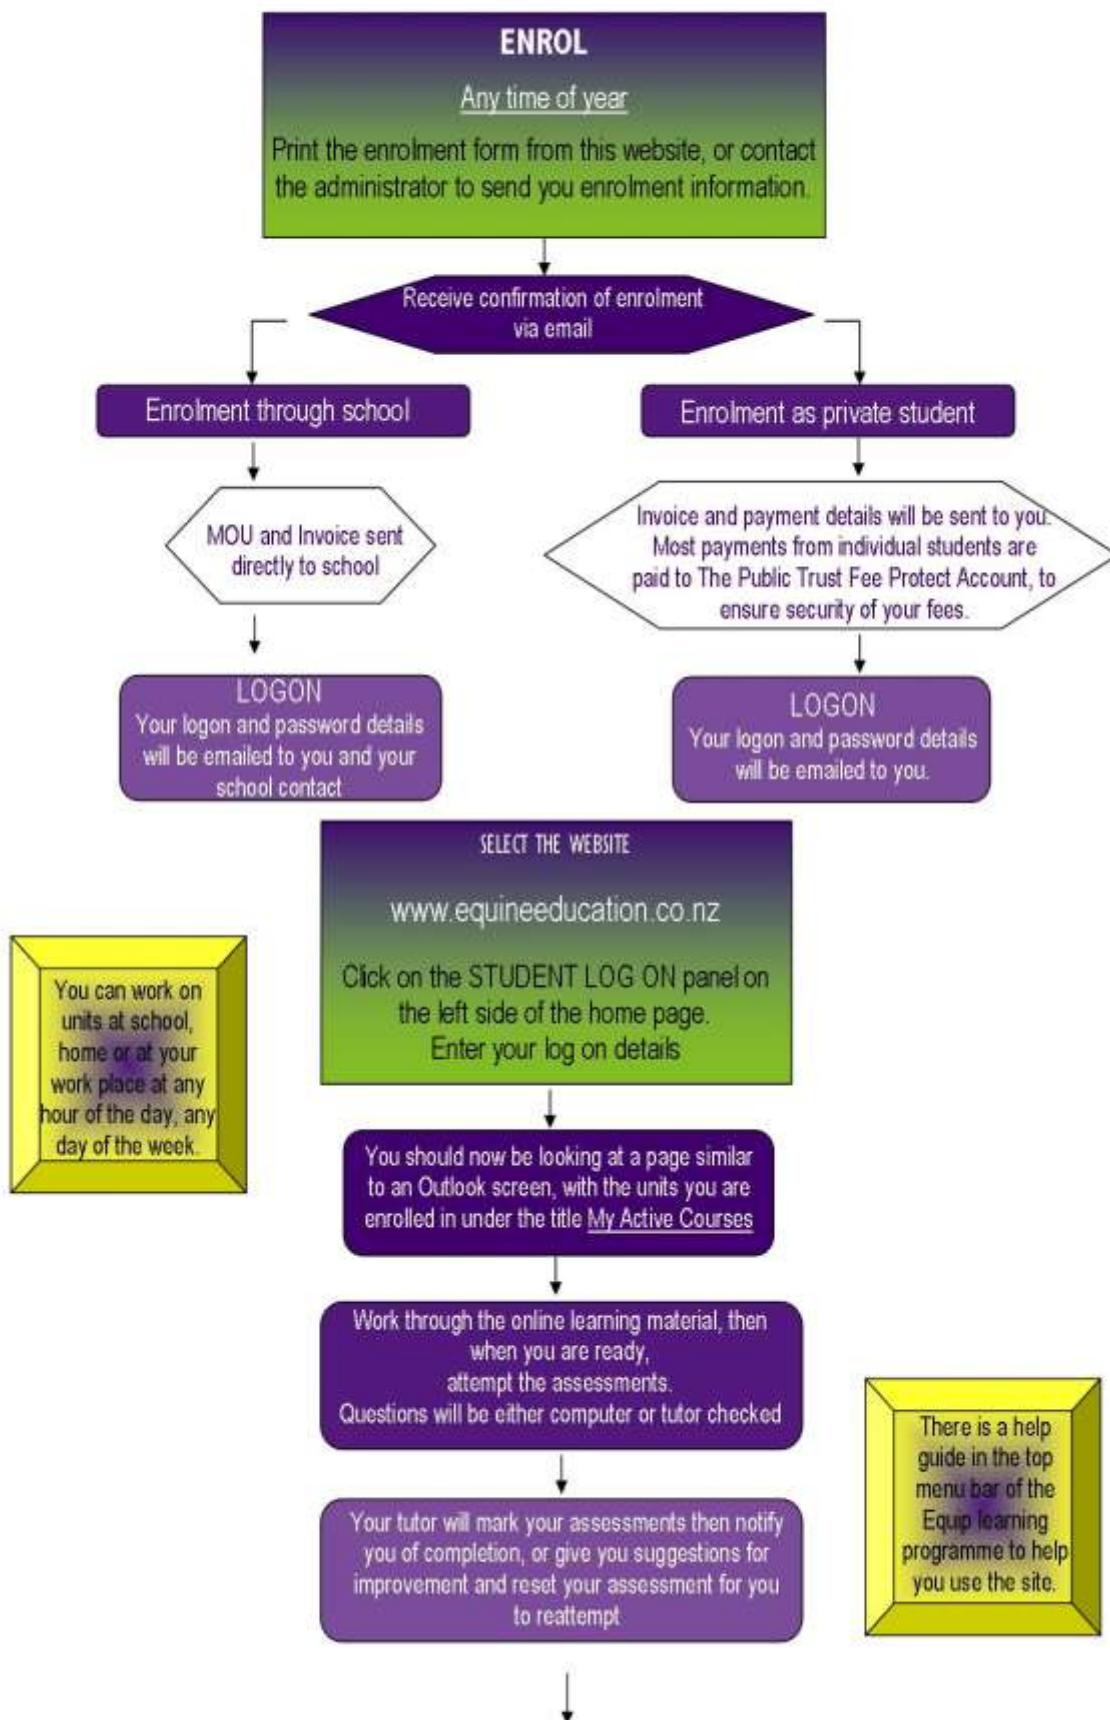 ENROL
Any time of year
Print the enrolment form from this website, or contact
the administrator to send you enrolment information.
Receive confirmation of enrolment
via email
Enrolment through school
MOU and Invoice sent
directly to school
LOGON
Your logon and password details
will be emailed to you and your
school contact
Enrolment as private student
Invoice and payment details will be sent to you.
Most payments from individual students are
paid to The Public Trust Fee Protect Account, to
ensure security of your fees.
LOGON
Your logon and password details
will be emailed to you.
SELECT THE WEBSITE
www.equineeducation.co.nz
Click on the STUDENT LOG ON panel on
the left side of the home page.
Enter your log on details
You can work on
units at school,
home or at your
work place at any
hour of the day, any
day of the week.
You should now be looking at a page similar
to an Outlook screen, with the units you are
enrolled in under the title My Active Courses
Work through the online learning material, then
when you are ready,
attempt the assessments.
Questions will be either computer or tutor checked
There is a help
guide in the top
menu bar of the
Equip learning
programme to help
you use the site.
Your tutor will mark your assessments then notify
you of completion, or give you suggestions for
improvement and reset your assessment for you
to reattempt